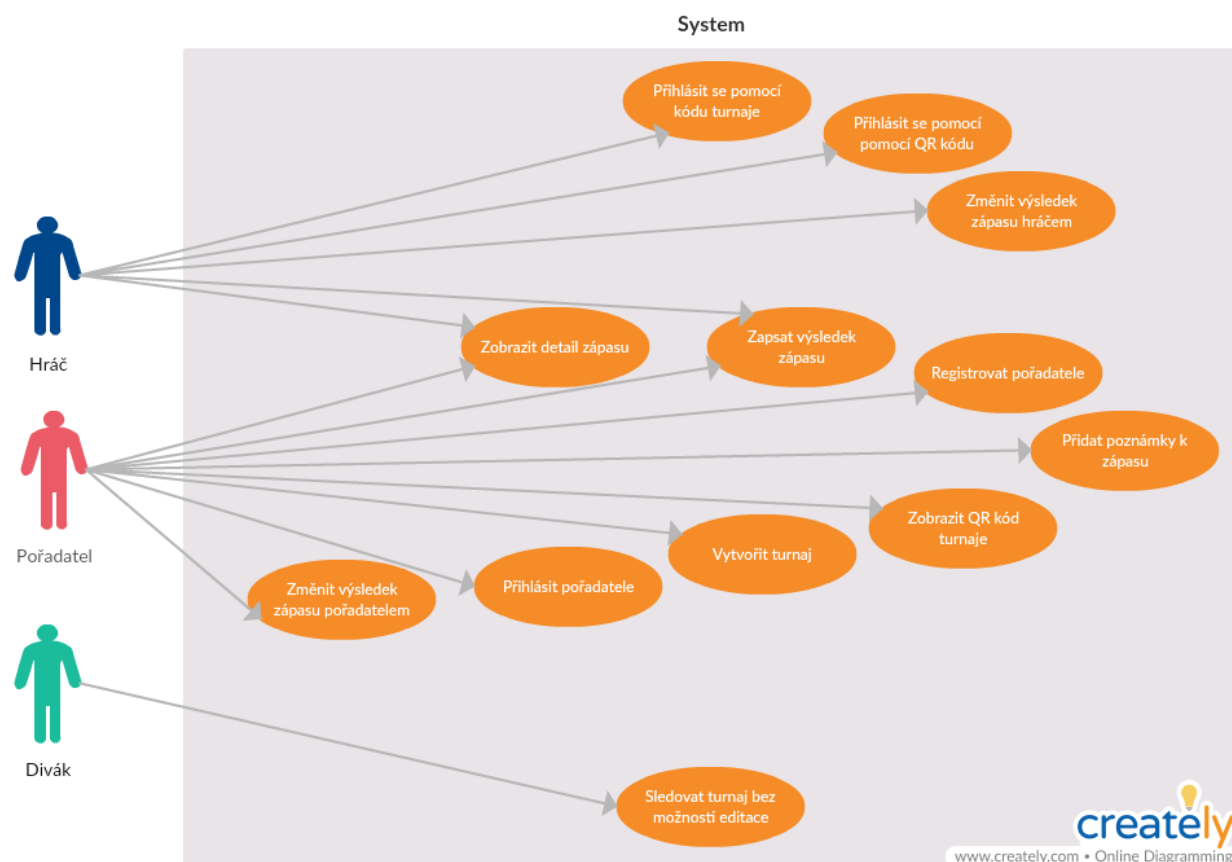 System
Přihlásit se pomocí
kódu turnaje
Přihlásit se pomocí
pomocí QR kódu
Změnit výsledek
zápasu hráčem
Hráč
Zobrazit detail zápasu
Zapsat výsledek
zápasu
Registrovat pořadatele
Přidat poznámky k
zápasu
Pořadatel
Zobrazit QR kód
turnaje
Vytvořit turnaj
Přihlásit pořadatele
Změnit výsledek
zápasu pořadatelem
Divák
Sledovat turnaj bez
možnosti editace
creately
www.creately.com • Online Diagramming